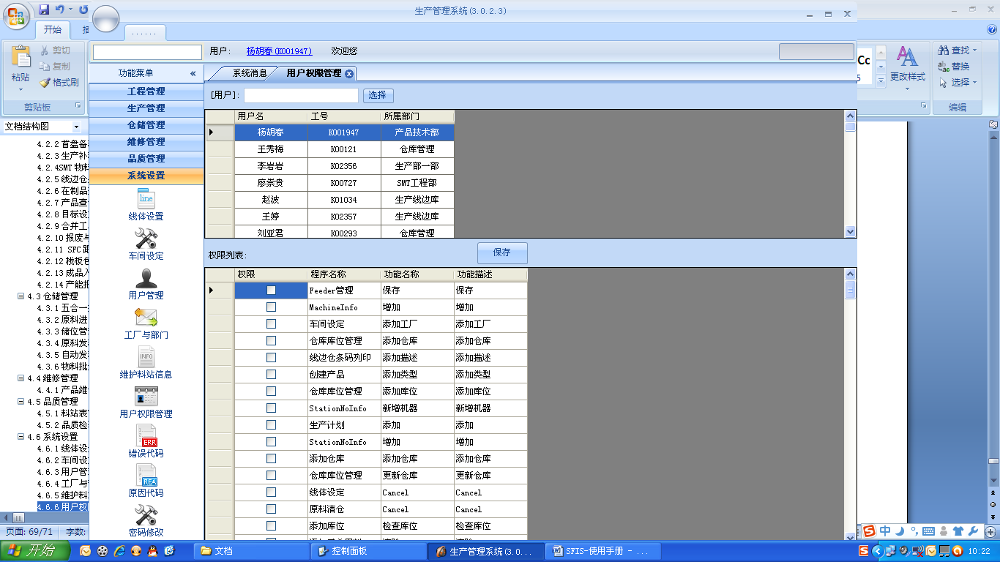 生产管理系统(3.0.2.3)
开始
......
粘贴
剪切
复制
格式刷
剪贴板
用户:
杨胡春(K001947)
欢迎您
查找
替换
选择
更改样式
编辑
功能菜单
«
系统消息
用户权限管理
工程管理
生产管理
仓储管理
维修管理
品质管理
系统设置
line
线体设置
车间设定
用户管理
工厂与部门
INFO
维护料站信息
用户权限管理
ERR
错误代码
REA
原因代码
密码修改
[用户]:
选择
用户名 工号 所属部门
杨胡春 K001947 产品技术部
王秀梅 K00121 仓库管理
李岩岩 K02356 生产部一部
廖崇贵 K00727 SMT工程部
赵波 K01034 生产线边库
王婷 K02357 生产线边库
刘亚君 K00293 仓库管理
权限列表:
保存
权限 程序名称 功能名称 功能描述
Feeder管理 保存 保存
MachineInfo 增加 增加
车间设定 添加工厂 添加工厂
仓库库位管理 添加仓库 添加仓库
线边仓条码列印 添加描述 添加描述
创建产品 添加类型 添加类型
仓库库位管理 添加库位 添加库位
StationNoInfo 新增机器 新增机器
生产计划 添加 添加
StationNoInfo 增加 增加
添加仓库 添加仓库 添加仓库
仓库库位管理 更新仓库 更新仓库
线体设定 Cancel Cancel
原料清仓 Cancel Cancel
添加库位 检查库位 检查库位
文档结构图
4.2.2 首盘备
4.2.3 生产补
4.2.4SMT 物料
4.2.5 线边仓
4.2.6 在制品
4.2.7 产品查
4.2.8 目标设
4.2.9 合并工
4.2.10 报废与
4.2.11 SFC
4.2.12 栈板包
4.2.13 成品入
4.2.14 产能报
4.3 仓储管理
4.3.1 五合一
4.3.2 原料进
4.3.3 储位管
4.3.4 原料发
4.3.5 自动发
4.3.6 物料批
4.4 维修管理
4.4.1 产品维
4.5 品质管理
4.5.1 料站表
4.5.2 品质检
4.6 系统设置
4.6.1 线体设
4.6.2 车间设
4.6.3 用户管
4.6.4 工厂与
4.6.5 维护料
4.6.6 用户权
页面: 69/71
字数:
中
开始
文档
控制面板
生产管理系统(3.0...
SPIS-使用手册 - ...
10:22